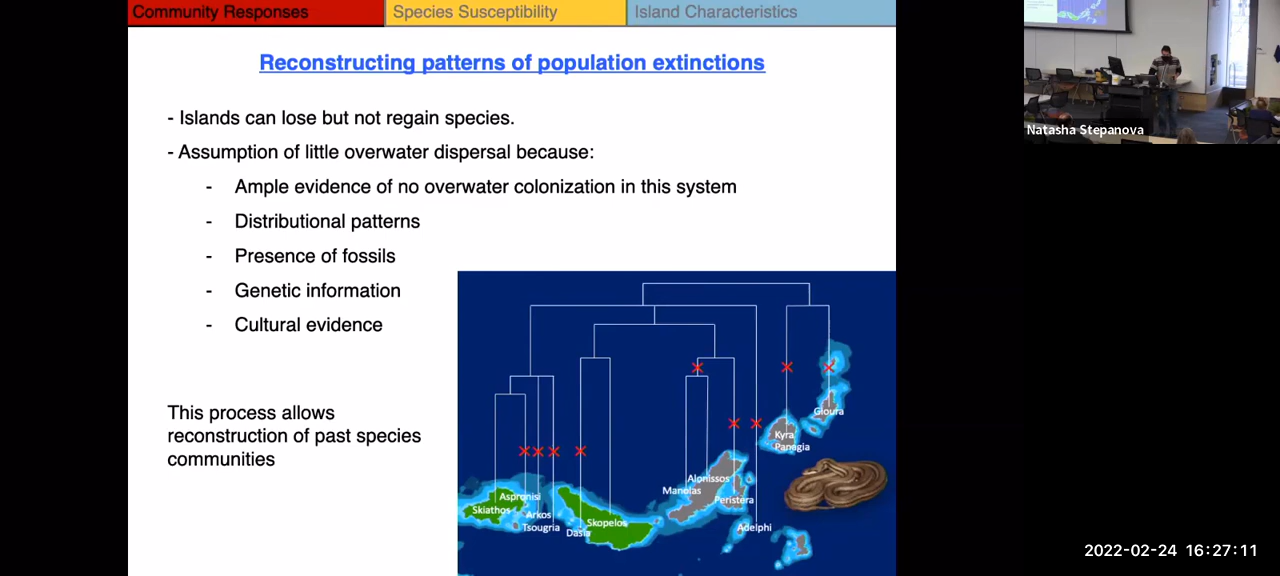 Community Responses
Species Susceptibility
Island Characteristics
Reconstructing patterns of population extinctions
- Islands can lose but not regain species.
- Assumption of little overwater dispersal because:
- Ample evidence of no overwater colonization in this system
- Distributional patterns
- Presence of fossils
- Genetic information
- Cultural evidence
This process allows
reconstruction of past species
communities
Gioura
Kyra
Panagia
Alonissos
Manolas
Peristera
Aspronisi
Skiathos
Arkos
Tsougria
Dasia
Skopelos
Adelphi
Natasha Stepanova
2022-02-24 16:27:11